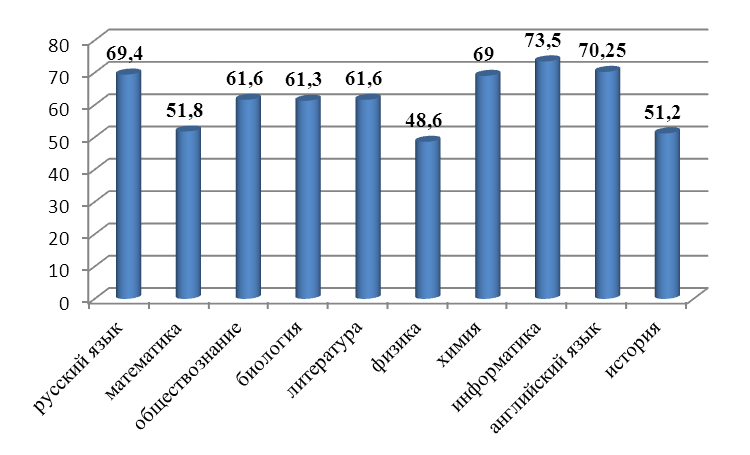 80
70
60
50
40
30
20
10
0
69,4
51,8
61,6
61,3
61,6
48,6
69
73,5
70,25
51,2
русский язык
математика
обществознание
биология
литература
физика
химия
информатика
английский язык
история